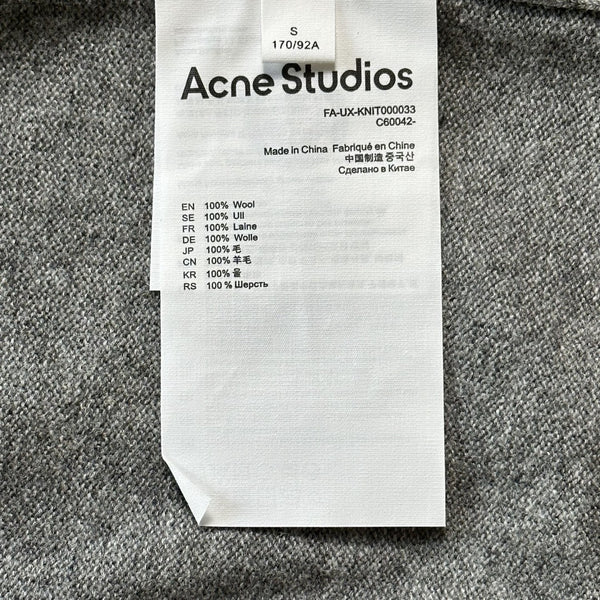 S
170/92A
Acne Studios
FA-UX-KNIT000033
C60042-
Made in China Fabriqué en Chine
中国制造 중국산
Сделано в Китае
EN 100% Wool
SE 100% Ull
FR 100% Laine
DE 100% Wolle
JP 100% 毛
CN 100% 羊毛
KR 100% 울
RS 100 % Шерсть